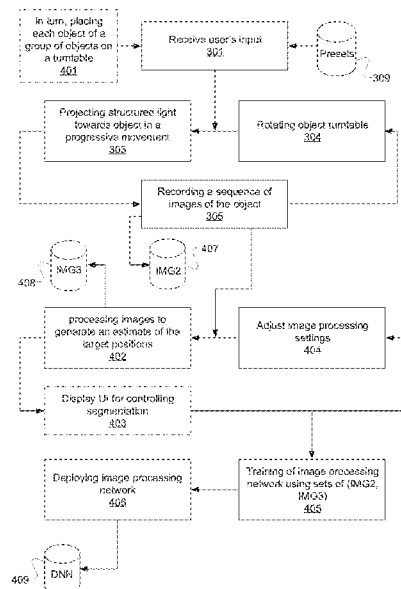 In turn, placing
each object of a
group of objects on
a turntable
401
Receive user's input
301
Presets
309
Projecting structured light
towards object in a
progressive movement
303
Rotating object turntable
304
Recording a sequence of
images of the object
305
IMG3
408
IMG2
407
processing images to
generate an estimate of the
target positions
402
Adjust image processing
settings
404
Display UI for controlling
segmentation
403
Deploying image processing
network
406
Training of image processing
network using sets of (IMG2,
IMG3)
405
409
DNN